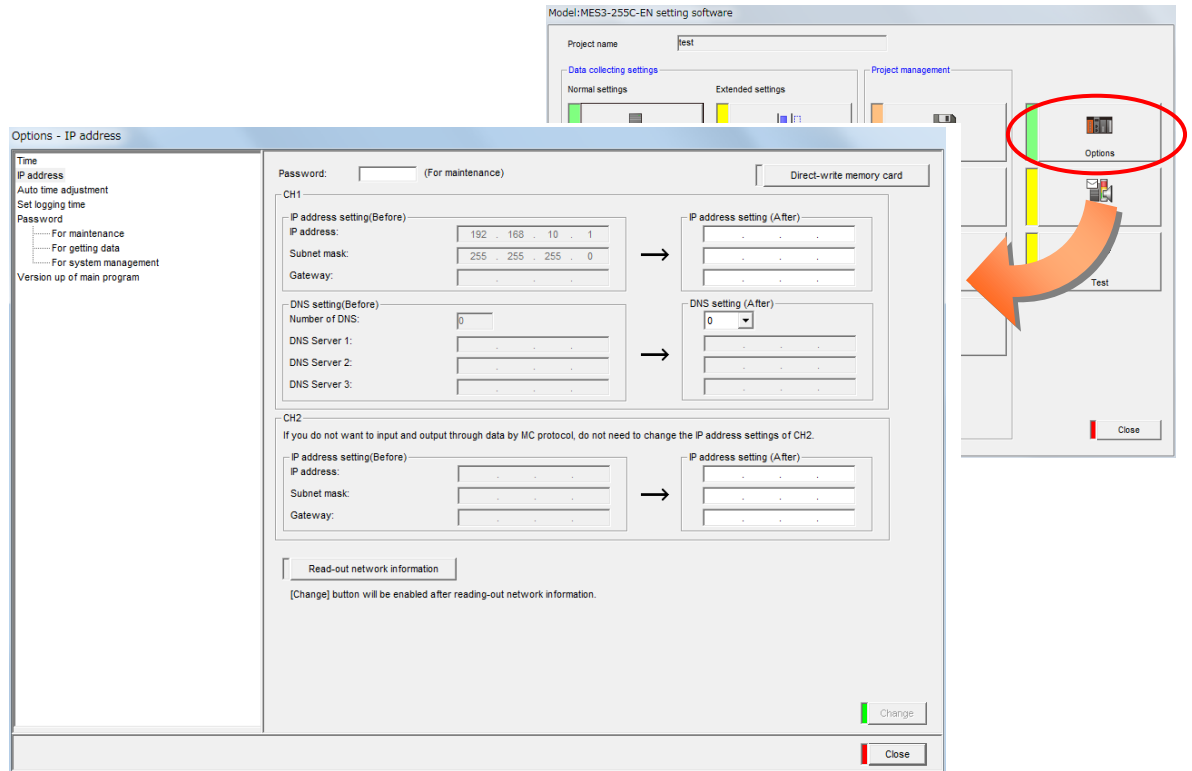 Model:MES3-255C-EN setting software
Project name
test
Data collecting settings
Project management
Normal settings
Extended settings
Options
Test
Close
Options - IP address
Time
IP address
Auto time adjustment
Set logging time
Password
For maintenance
For getting data
For system management
Version up of main program
Password:
(For maintenance)
Direct-write memory card
CH1
IP address setting(Before)
IP address setting (After)
IP address:
192 . 168 . 10 . 1
. . .
Subnet mask:
255 . 255 . 255 . 0
. . .
Gateway:
. . .
. . .
DNS setting(Before)
DNS setting (After)
Number of DNS:
0
0
DNS Server 1:
. . .
. . .
DNS Server 2:
. . .
. . .
DNS Server 3:
. . .
. . .
CH2
If you do not want to input and output through data by MC protocol, do not need to change the IP address settings of CH2.
IP address setting(Before)
IP address setting (After)
IP address:
. . .
. . .
Subnet mask:
. . .
. . .
Gateway:
. . .
. . .
Read-out network information
[Change] button will be enabled after reading-out network information.
Change
Close